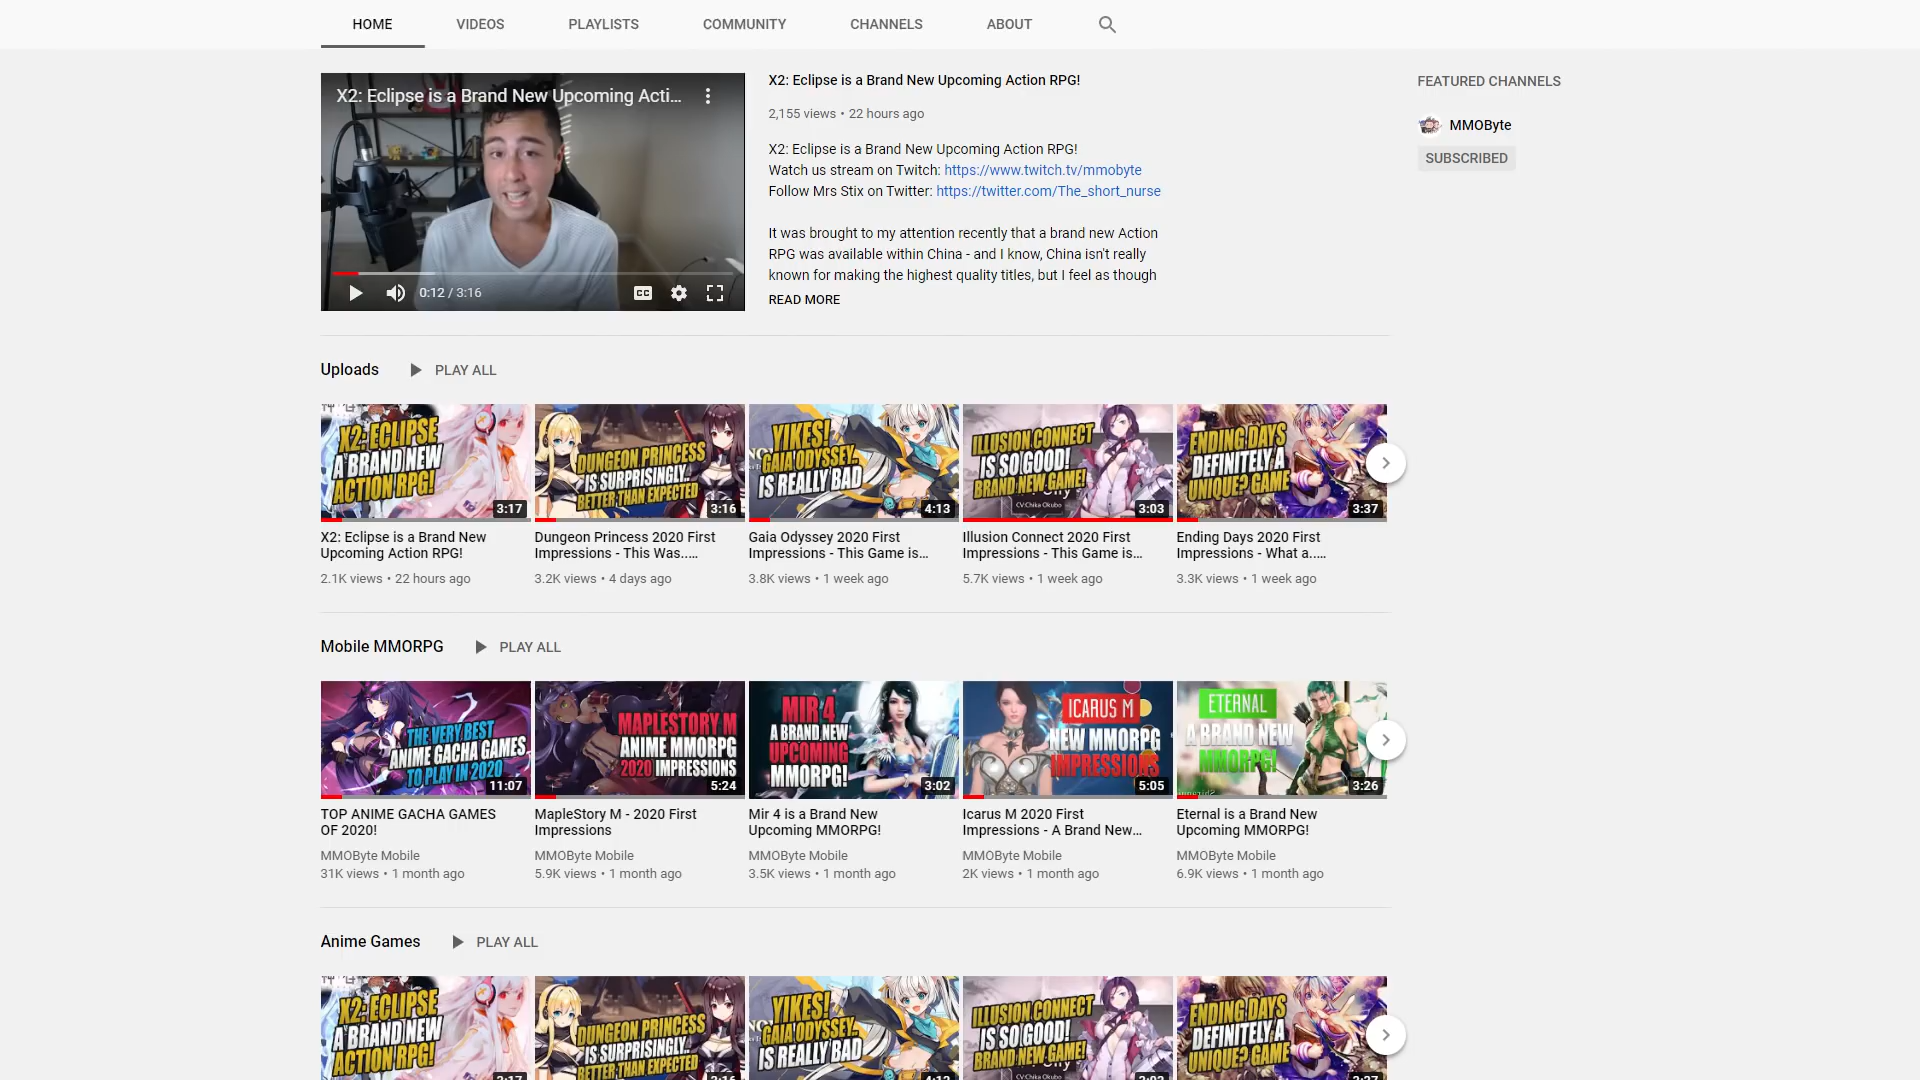 HOME VIDEOS PLAYLISTS COMMUNITY CHANNELS ABOUT
X2: Eclipse is a Brand New Upcoming Acti...
0:12 / 3:16
CC
X2: Eclipse is a Brand New Upcoming Action RPG!
2,155 views • 22 hours ago
X2: Eclipse is a Brand New Upcoming Action RPG!
Watch us stream on Twitch: https://www.twitch.tv/mmobyte
Follow Mrs Stix on Twitter: https://twitter.com/The_short_nurse
It was brought to my attention recently that a brand new Action
RPG was available within China - and I know, China isn't really
known for making the highest quality titles, but I feel as though
READ MORE
FEATURED CHANNELS
MMOByte
SUBSCRIBED
Uploads PLAY ALL
X2: ECLIPSE
A BRAND NEW
ACTION RPG!
3:17
X2: Eclipse is a Brand New
Upcoming Action RPG!
2.1K views • 22 hours ago
DUNGEON PRINCESS
IS SURPRISINGLY..
BETTER THAN EXPECTED
3:16
Dungeon Princess 2020 First
Impressions - This Was.....
3.2K views • 4 days ago
YIKES!
GAIA ODYSSEY..
IS REALLY BAD
4:13
Gaia Odyssey 2020 First
Impressions - This Game is...
3.8K views • 1 week ago
ILLUSION CONNECT
IS SO GOOD!
BRAND NEW GAME!
CV:Chika Okubo
3:03
Illusion Connect 2020 First
Impressions - This Game is...
5.7K views • 1 week ago
ENDING DAYS
DEFINITELY A
UNIQUE? GAME
3:37
Ending Days 2020 First
Impressions - What a.....
3.3K views • 1 week ago
Mobile MMORPG PLAY ALL
THE VERY BEST
ANIME GACHA GAMES
TO PLAY IN 2020
11:07
TOP ANIME GACHA GAMES
OF 2020!
MMOByte Mobile
31K views • 1 month ago
MAPLESTORY M
ANIME MMORPG
2020 IMPRESSIONS
5:24
MapleStory M - 2020 First
Impressions
MMOByte Mobile
5.9K views • 1 month ago
MIR 4
A BRAND NEW
UPCOMING
MMORPG!
3:02
Mir 4 is a Brand New
Upcoming MMORPG!
MMOByte Mobile
3.5K views • 1 month ago
ICARUS M
NEW MMORPG
IMPRESSIONS
5:05
Icarus M 2020 First
Impressions - A Brand New...
MMOByte Mobile
2K views • 1 month ago
ETERNAL
A BRAND NEW
MMORPG!
3:26
Eternal is a Brand New
Upcoming MMORPG!
MMOByte Mobile
6.9K views • 1 month ago
Anime Games PLAY ALL
X2: ECLIPSE
A BRAND NEW
ACTION RPG!
3:17
DUNGEON PRINCESS
IS SURPRISINGLY..
BETTER THAN EXPECTED
3:16
YIKES!
GAIA ODYSSEY..
IS REALLY BAD
4:13
ILLUSION CONNECT
IS SO GOOD!
BRAND NEW GAME!
CV:Chika Okubo
3:03
ENDING DAYS
DEFINITELY A
UNIQUE? GAME
3:37